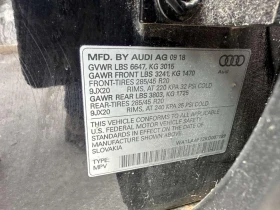 MFD. BY AUDI AG 09 16
GVWR LBS 6647, KG 3015
GAWR FRONT LBS 3241, KG 1470
FRONT-TIRES 285/45 R20
9JX20 RIMS, AT 220 KPA 32 PSI COLD.
GAWR REAR LBS 3803, KG 1725
REAR-TIRES 285/45 R20
9JX20 RIMS, AT 240 KPA 35 PSI COLD.
THIS VEHICLE CONFORMS TO ALL APPLICABLE
U.S. FEDERAL MOTOR VEHICLE SAFETY
STANDARDS IN EFFECT ON THE DATE OF
MANUFACTURE SHOWN ABOVE.
SLOVAKIA
TYPE:
MPV
Audi